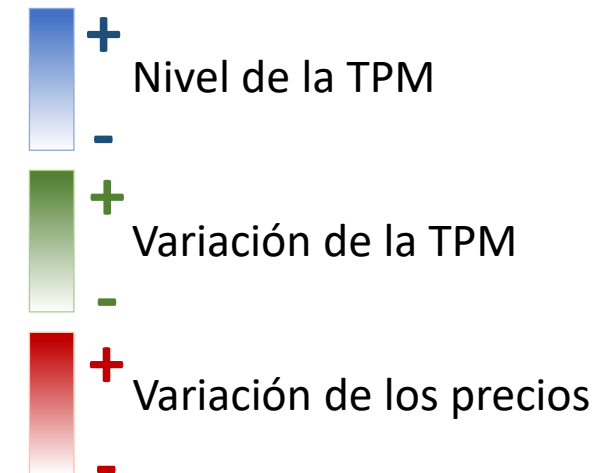 +
Nivel de la TPM
-
+
Variación de la TPM
-
+
Variación de los precios
-